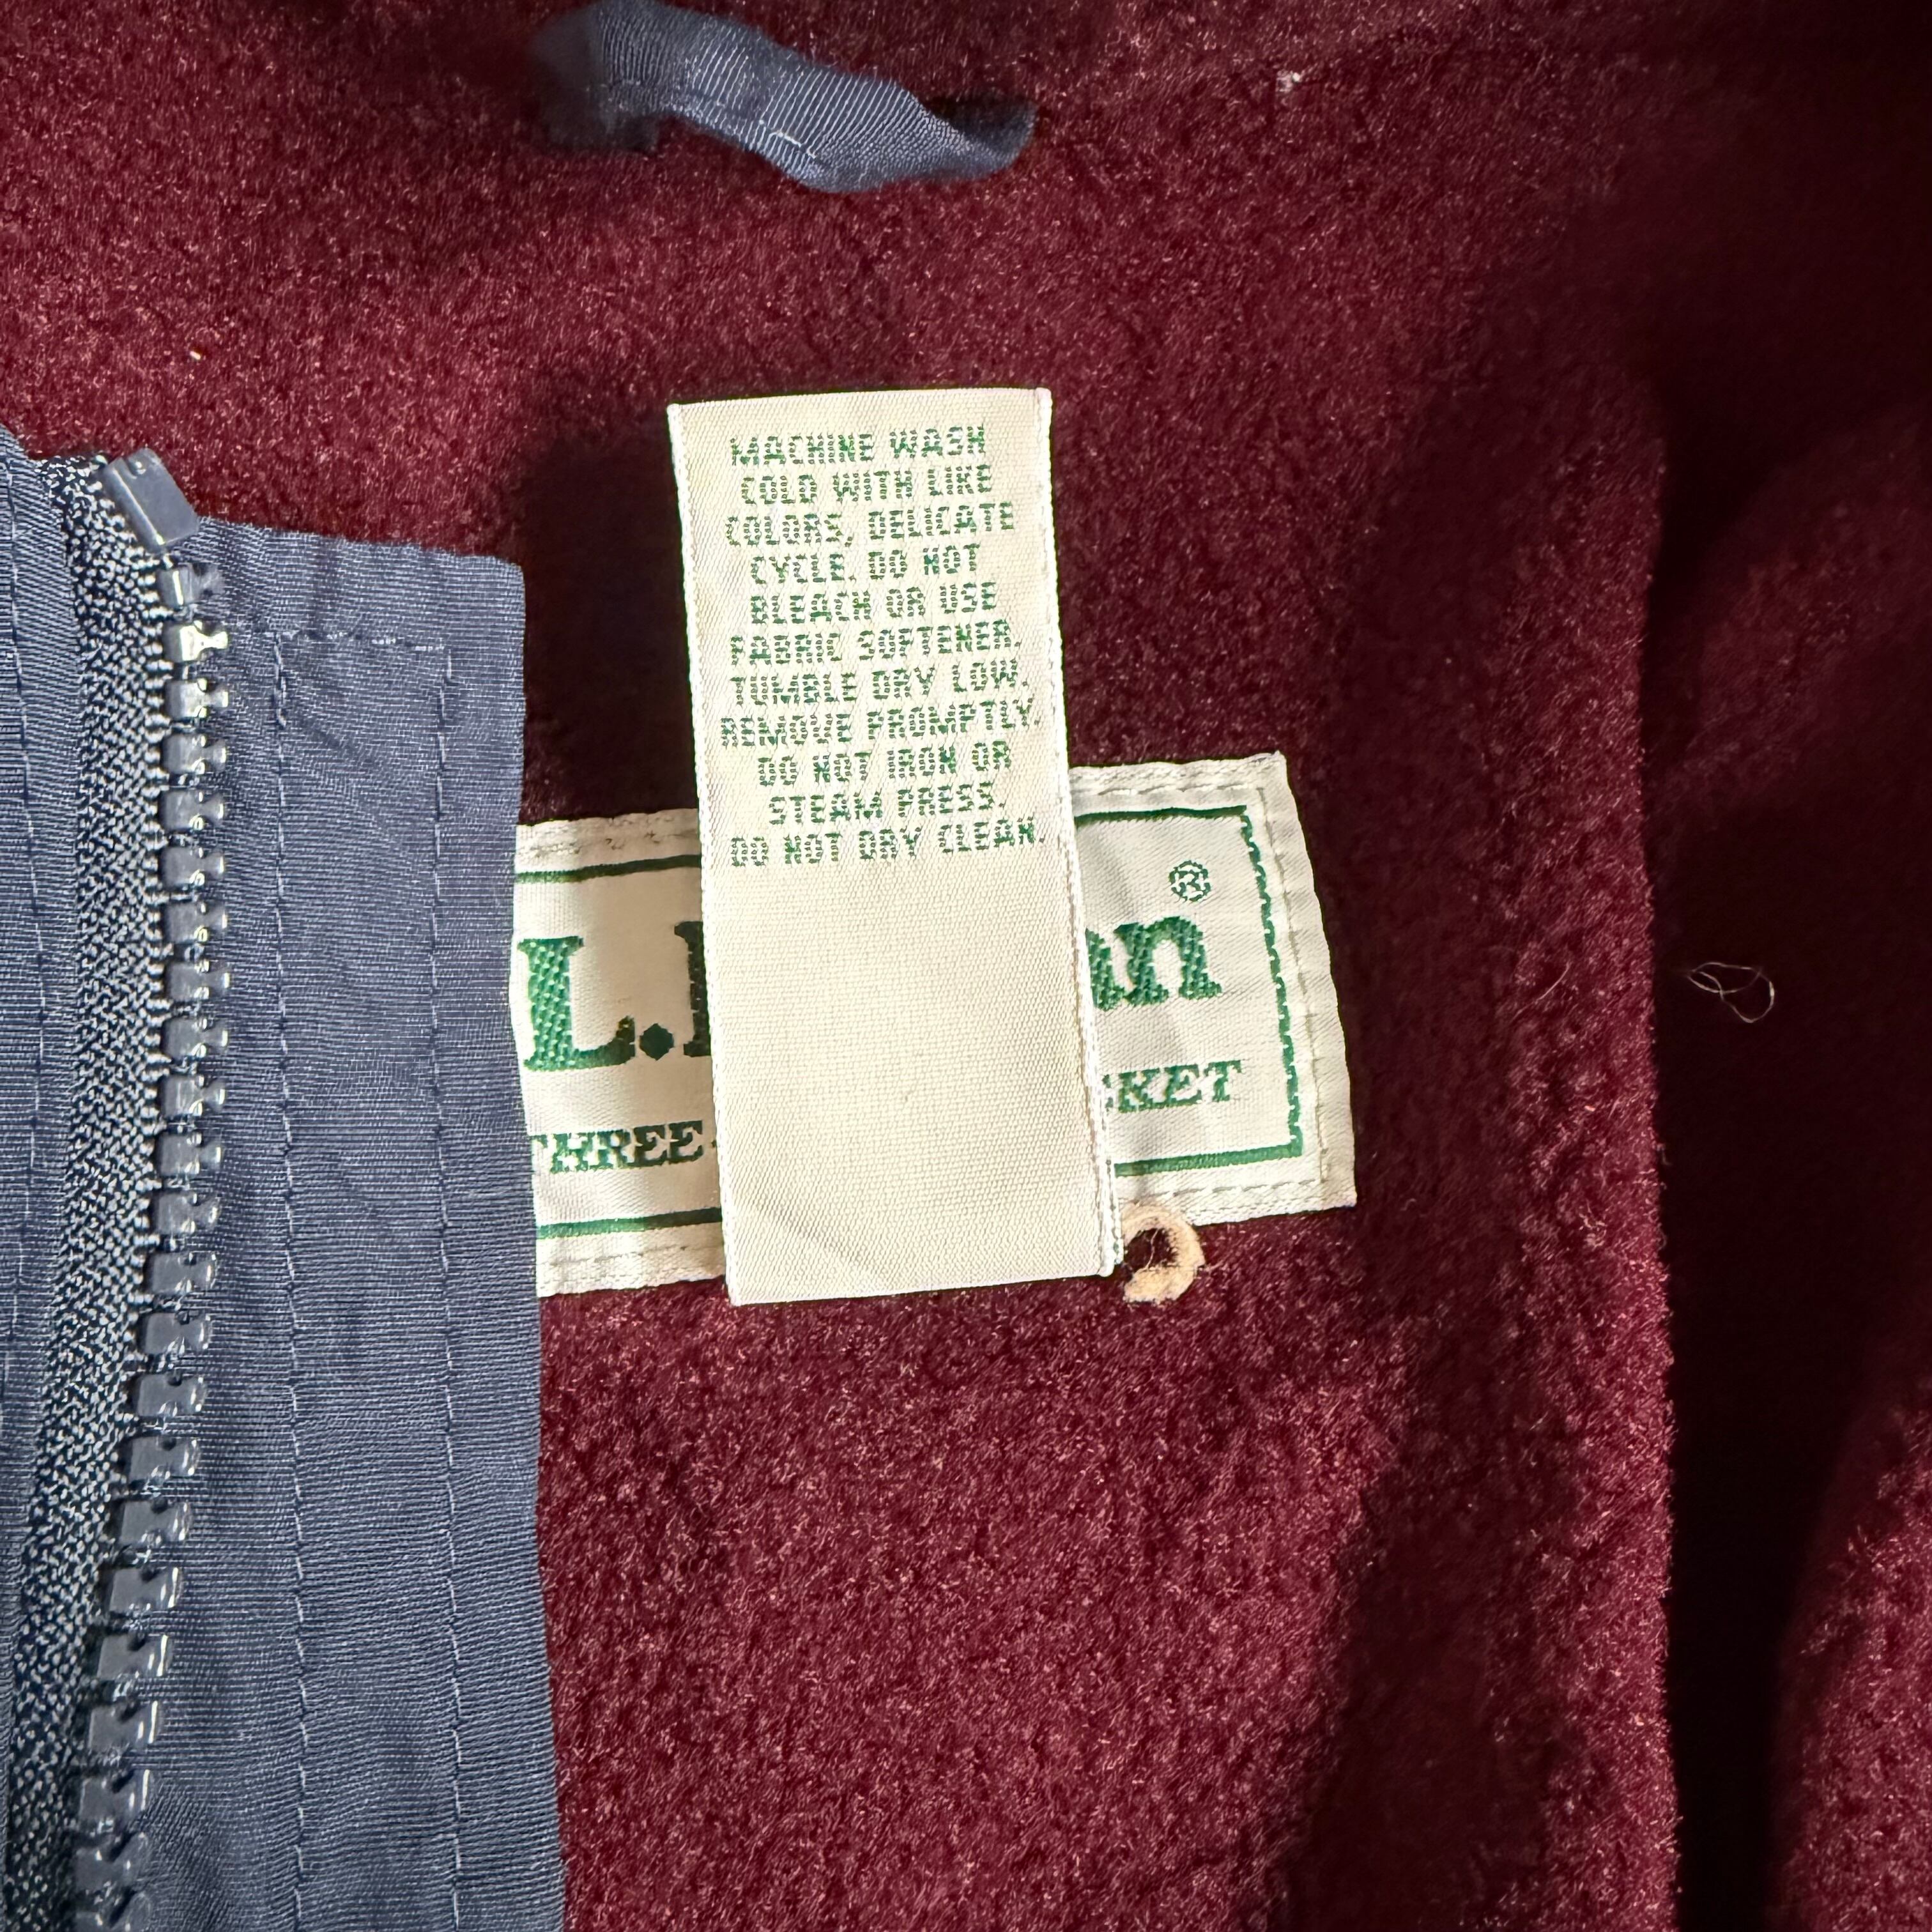 MACHINE WASH
COLD WITH LIKE
COLORS, DELICATE
CYCLE. DO NOT
BLEACH OR USE
FABRIC SOFTENER.
TUMBLE DRY LOW.
REMOVE PROMPTLY.
DO NOT IRON OR
STEAM PRESS.
DO NOT DRY CLEAN.
L. an®
THREE CKET